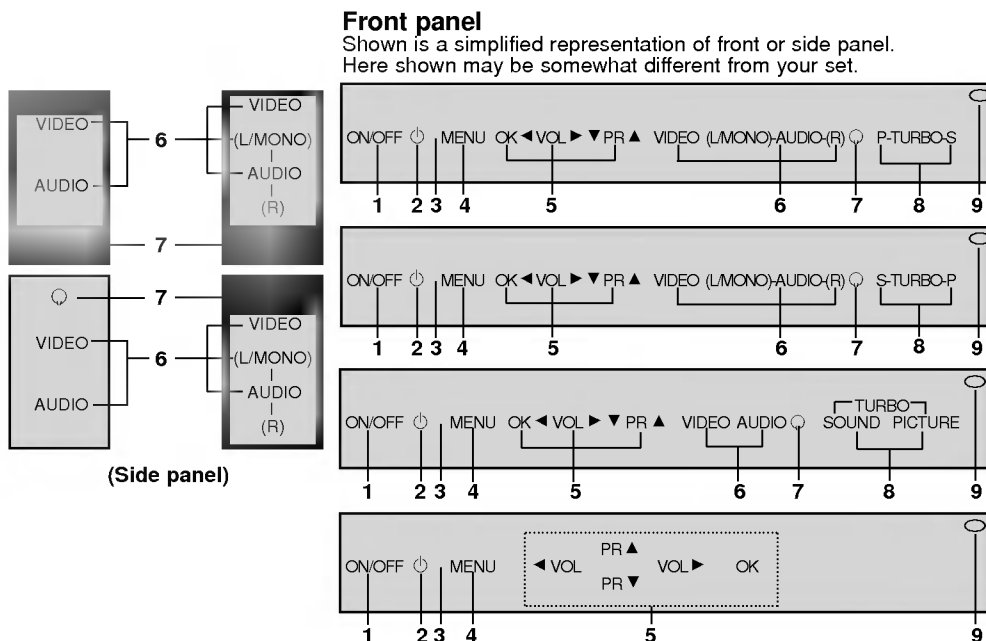 Front panel
Shown is a simplified representation of front or side panel.
Here shown may be somewhat different from your set.
VIDEO
AUDIO
6
VIDEO
(L/MONO)
AUDIO
(R)
7
7
VIDEO
AUDIO
6
VIDEO
(L/MONO)
AUDIO
(R)
(Side panel)
ON/OFF MENU OK ◄ VOL ► ▼ PR ▲ VIDEO (L/MONO)-AUDIO-(R) P-TURBO-S
1 2 3 4 5 6 7 8 9
ON/OFF MENU OK ◄ VOL ► ▼ PR ▲ VIDEO (L/MONO)-AUDIO-(R) S-TURBO-P
1 2 3 4 5 6 7 8 9
TURBO
ON/OFF MENU OK ◄ VOL ► ▼ PR ▲ VIDEO AUDIO SOUND PICTURE
1 2 3 4 5 6 7 8 9
PR ▲
ON/OFF MENU ◄ VOL VOL ► OK
PR ▼
1 2 3 4 5 9